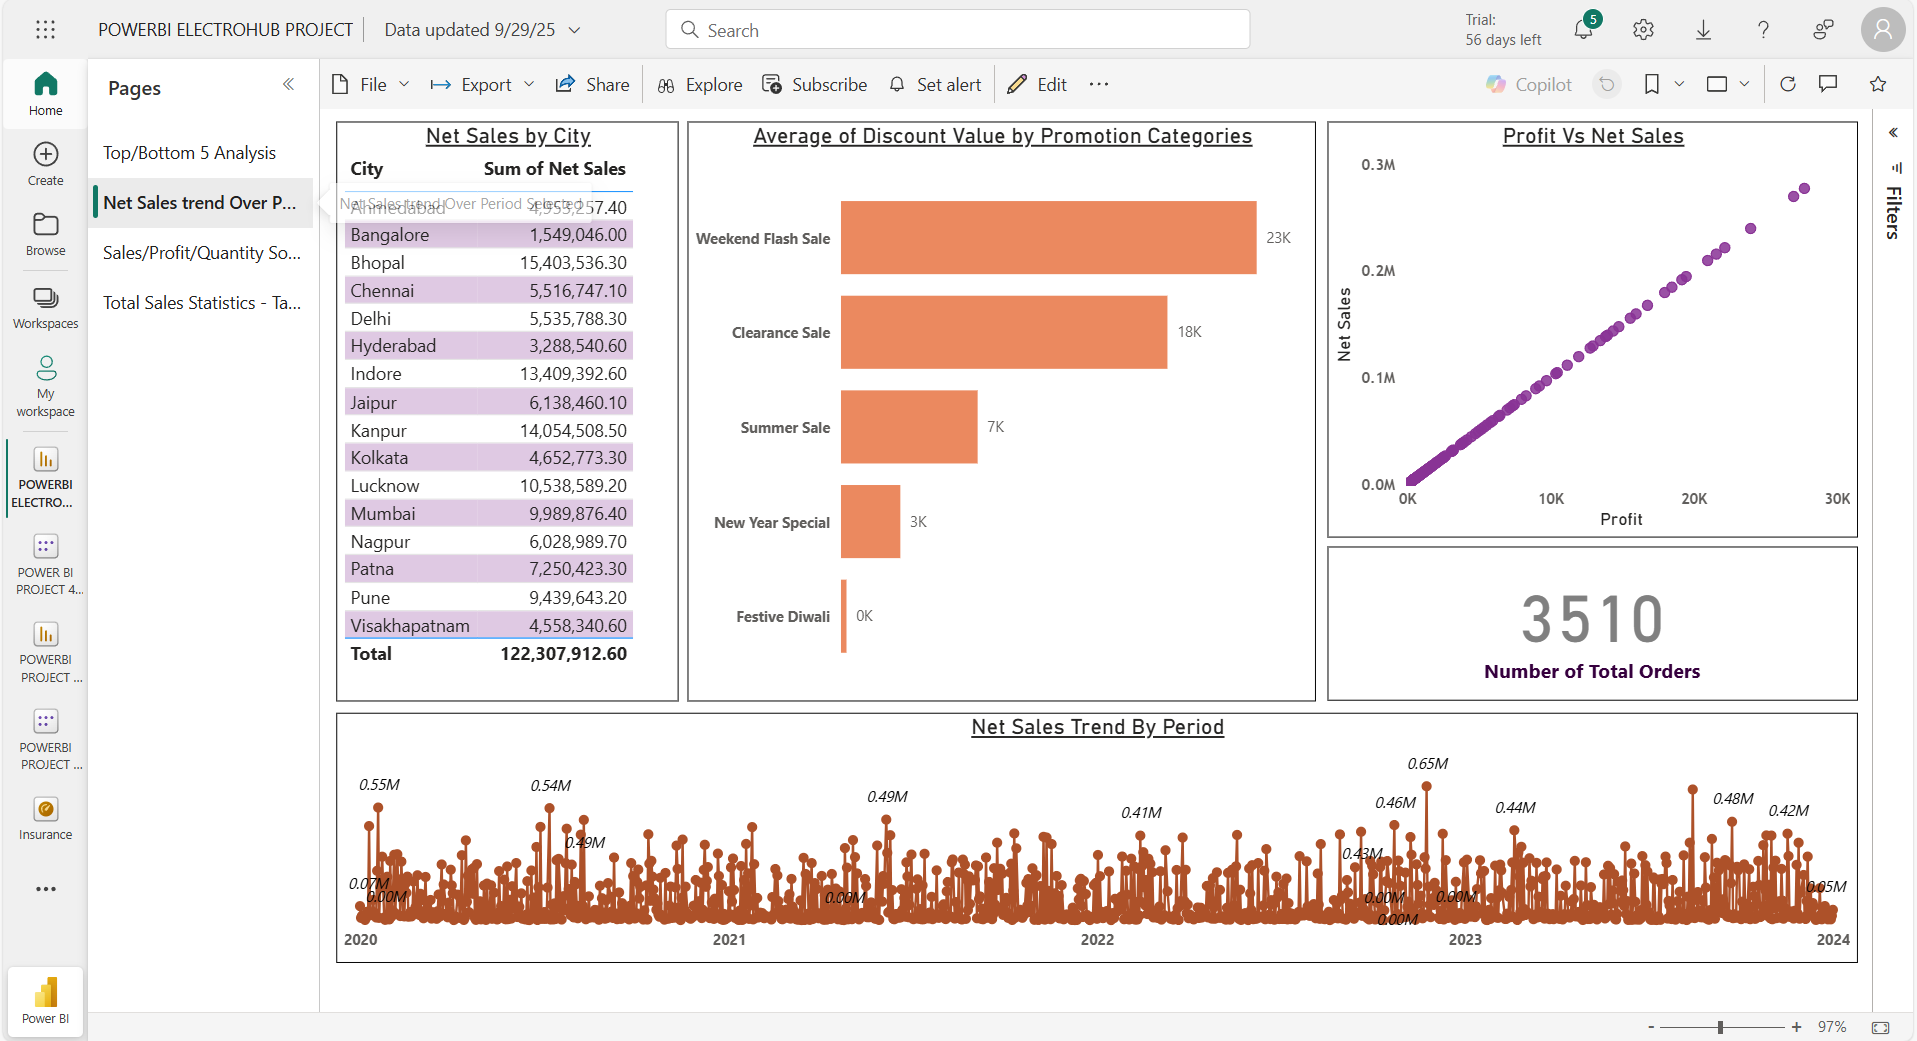 POWERBI ELECTROHUB PROJECT
Data updated 9/29/25
Search
Trial:
56 days left
5
Home
Create
Browse
Workspaces
My
workspace
POWERBI
ELECTRO...
POWER BI
PROJECT 4...
POWERBI
PROJECT ...
POWERBI
PROJECT ...
Insurance
Power BI
Pages
Top/Bottom 5 Analysis
Net Sales trend Over P...
Sales/Profit/Quantity So...
Total Sales Statistics - Ta...
File
Export
Share
Explore
Subscribe
Set alert
Edit
Copilot
Net Sales by City
City Sum of Net Sales
Net Sales trend Over Period Selected
Ahmedabad 4,953,257.40
Bangalore 1,549,046.00
Bhopal 15,403,536.30
Chennai 5,516,747.10
Delhi 5,535,788.30
Hyderabad 3,288,540.60
Indore 13,409,392.60
Jaipur 6,138,460.10
Kanpur 14,054,508.50
Kolkata 4,652,773.30
Lucknow 10,538,589.20
Mumbai 9,989,876.40
Nagpur 6,028,989.70
Patna 7,250,423.30
Pune 9,439,643.20
Visakhapatnam 4,558,340.60
Total 122,307,912.60
Average of Discount Value by Promotion Categories
Weekend Flash Sale 23K
Clearance Sale 18K
Summer Sale 7K
New Year Special 3K
Festive Diwali 0K
Profit Vs Net Sales
0.3M
0.2M
0.1M
0.0M
Net Sales
0K 10K 20K 30K
Profit
3510
Number of Total Orders
Filters
Net Sales Trend By Period
0.55M
0.54M
0.49M
0.49M
0.41M
0.65M
0.46M
0.44M
0.48M
0.42M
0.43M
0.07M
0.00M
0.00M
0.00M
0.00M
0.00M
0.05M
2020 2021 2022 2023 2024
- + 97%